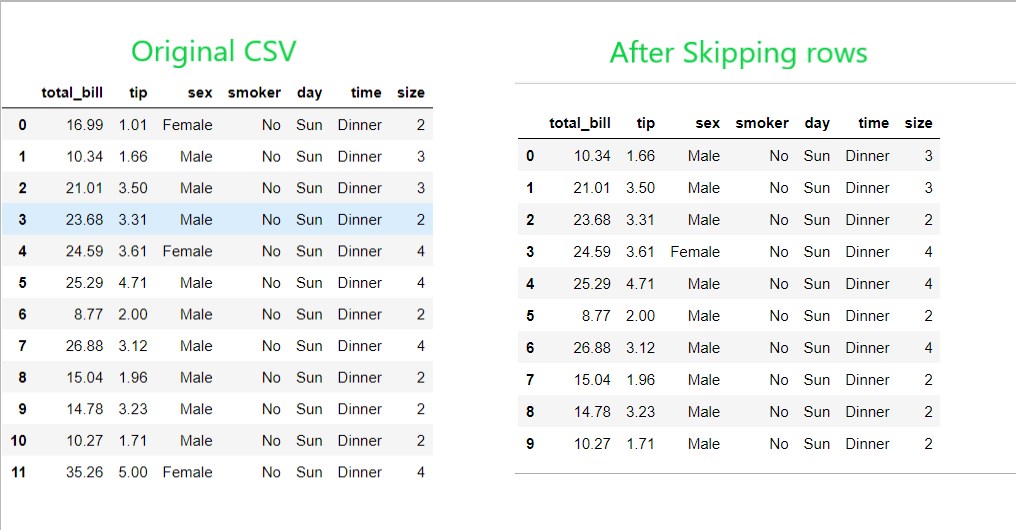 Original CSV
total_bill tip sex smoker day time size
0 16.99 1.01 Female No Sun Dinner 2
1 10.34 1.66 Male No Sun Dinner 3
2 21.01 3.50 Male No Sun Dinner 3
3 23.68 3.31 Male No Sun Dinner 2
4 24.59 3.61 Female No Sun Dinner 4
5 25.29 4.71 Male No Sun Dinner 4
6 8.77 2.00 Male No Sun Dinner 2
7 26.88 3.12 Male No Sun Dinner 4
8 15.04 1.96 Male No Sun Dinner 2
9 14.78 3.23 Male No Sun Dinner 2
10 10.27 1.71 Male No Sun Dinner 2
11 35.26 5.00 Female No Sun Dinner 4
After Skipping rows
total_bill tip sex smoker day time size
0 10.34 1.66 Male No Sun Dinner 3
1 21.01 3.50 Male No Sun Dinner 3
2 23.68 3.31 Male No Sun Dinner 2
3 24.59 3.61 Female No Sun Dinner 4
4 25.29 4.71 Male No Sun Dinner 4
5 8.77 2.00 Male No Sun Dinner 2
6 26.88 3.12 Male No Sun Dinner 4
7 15.04 1.96 Male No Sun Dinner 2
8 14.78 3.23 Male No Sun Dinner 2
9 10.27 1.71 Male No Sun Dinner 2